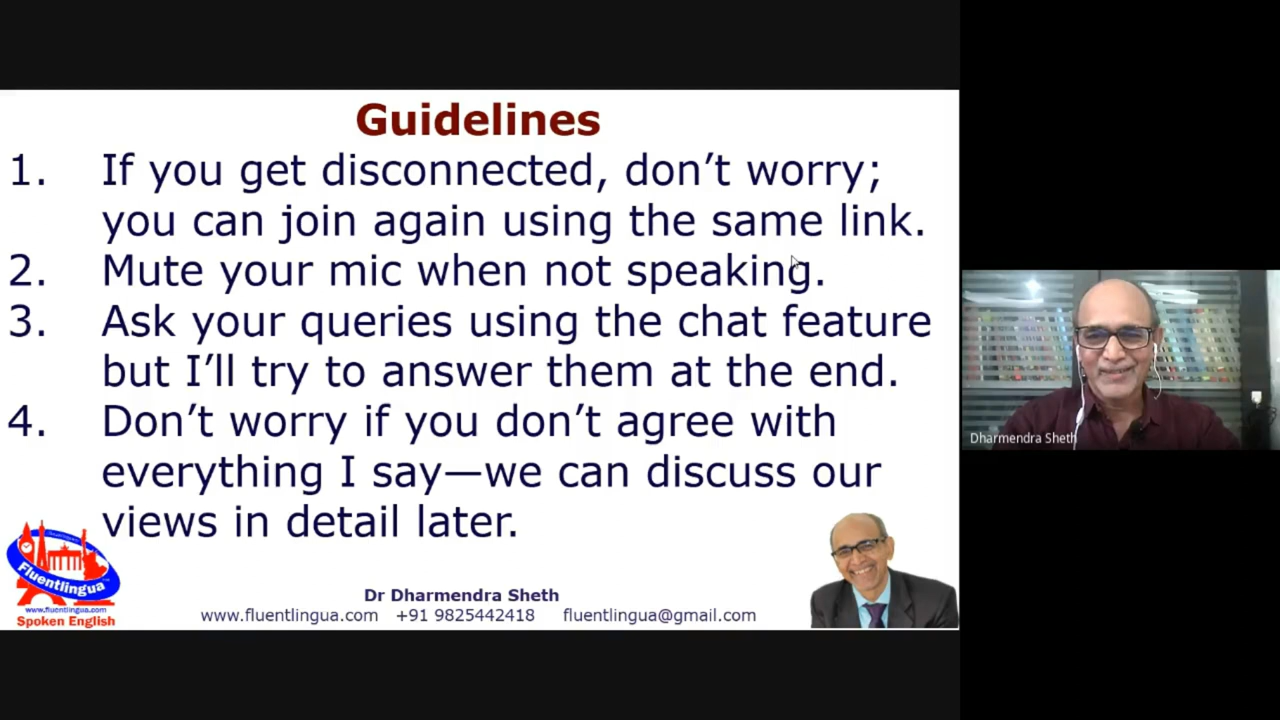 Guidelines
1. If you get disconnected, don’t worry;
you can join again using the same link.
2. Mute your mic when not speaking.
3. Ask your queries using the chat feature
but I’ll try to answer them at the end.
4. Don’t worry if you don’t agree with
everything I say—we can discuss our
views in detail later.
Fluentlingua
www.fluentlingua.com
Spoken English
Dr Dharmendra Sheth
www.fluentlingua.com +91 9825442418 fluentlingua@gmail.com
Dharmendra Sheth